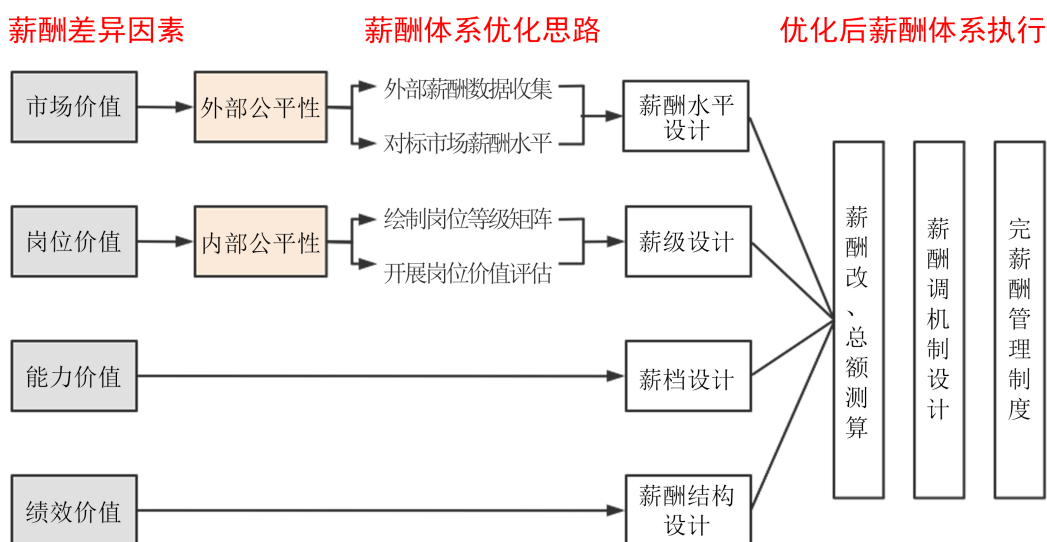 薪酬差异因素
薪酬体系优化思路
优化后薪酬体系执行
市场价值
外部公平性
外部薪酬数据收集
对标市场薪酬水平
薪酬水平
设计
岗位价值
内部公平性
绘制岗位等级矩阵
开展岗位价值评估
薪级设计
能力价值
薪档设计
绩效价值
薪酬结构
设计
薪酬改、总额测算
薪酬调机制设计
完薪酬管理制度